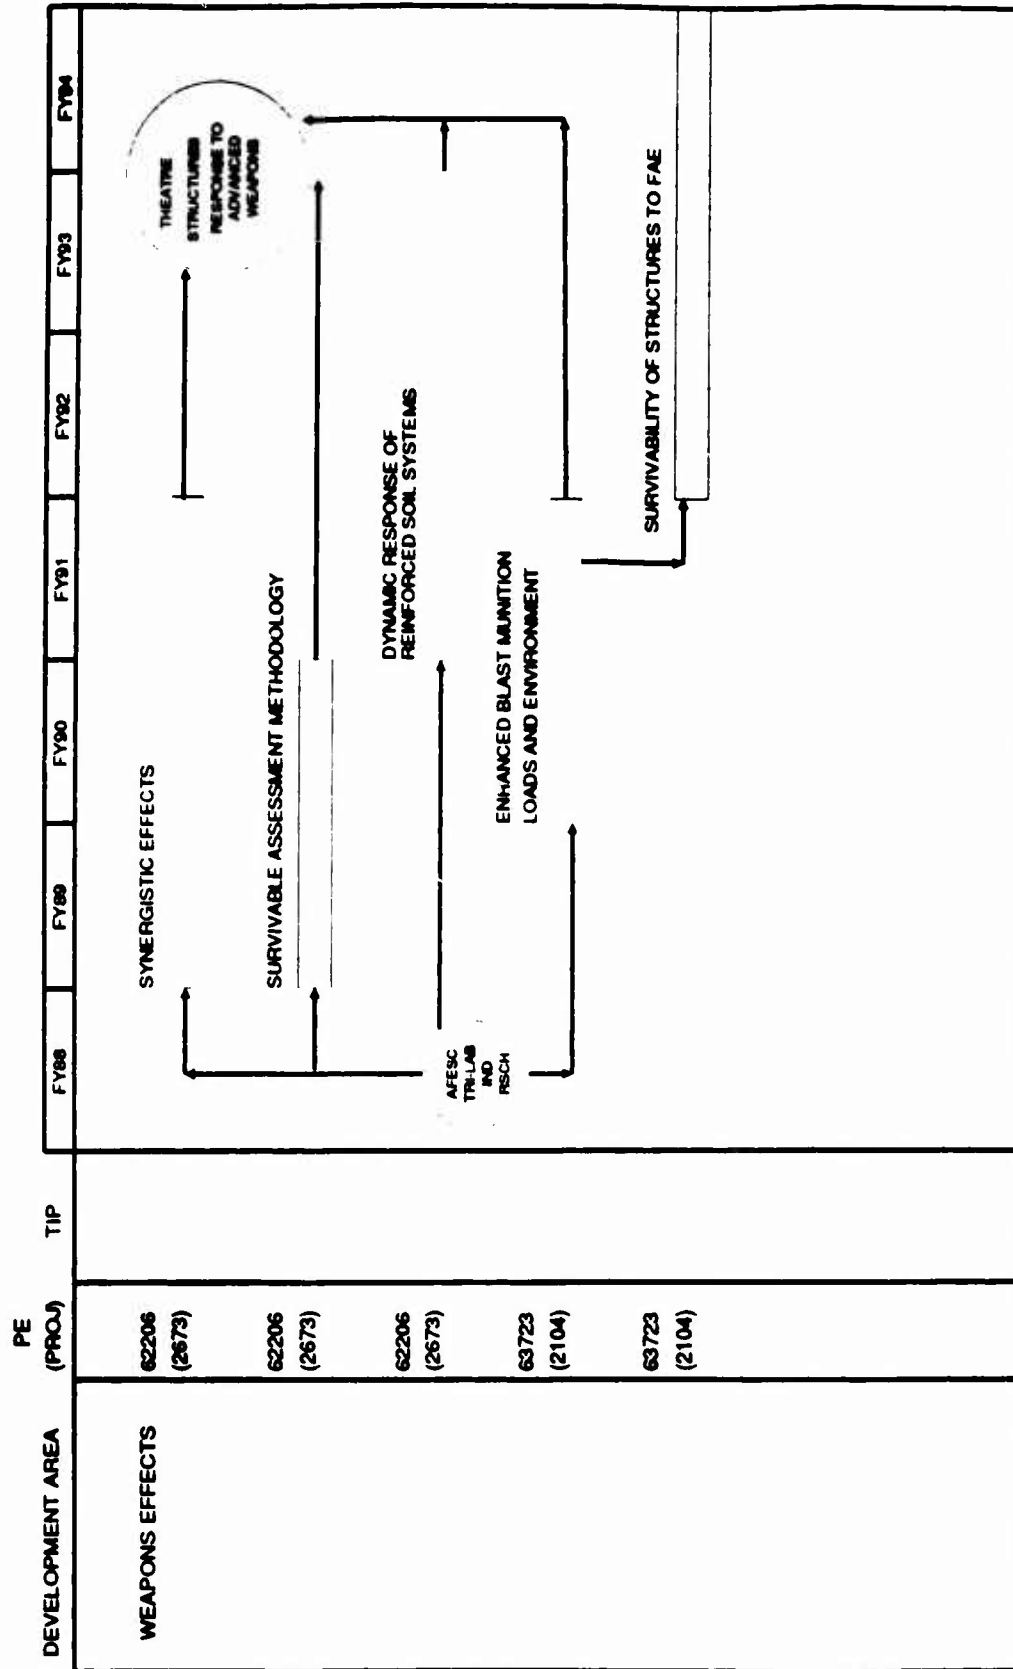 PE
DEVELOPMENT AREA (PROJ) TIP FY88 FY89 FY90 FY91 FY92 FY93 FY94
WEAPONS EFFECTS
62206
(2673)
SYNERGISTIC EFFECTS
THEATRE
STRUCTURES
RESPONSE TO
ADVANCED
WEAPONS
62206
(2673)
SURVIVABLE ASSESSMENT METHODOLOGY
62206
(2673)
DYNAMIC RESPONSE OF
REINFORCED SOIL SYSTEMS
AFESC
TRI-LAB
IND
RSCH
63723
(2104)
ENHANCED BLAST MUNITION
LOADS AND ENVIRONMENT
63723
(2104)
SURVIVABILITY OF STRUCTURES TO FAE